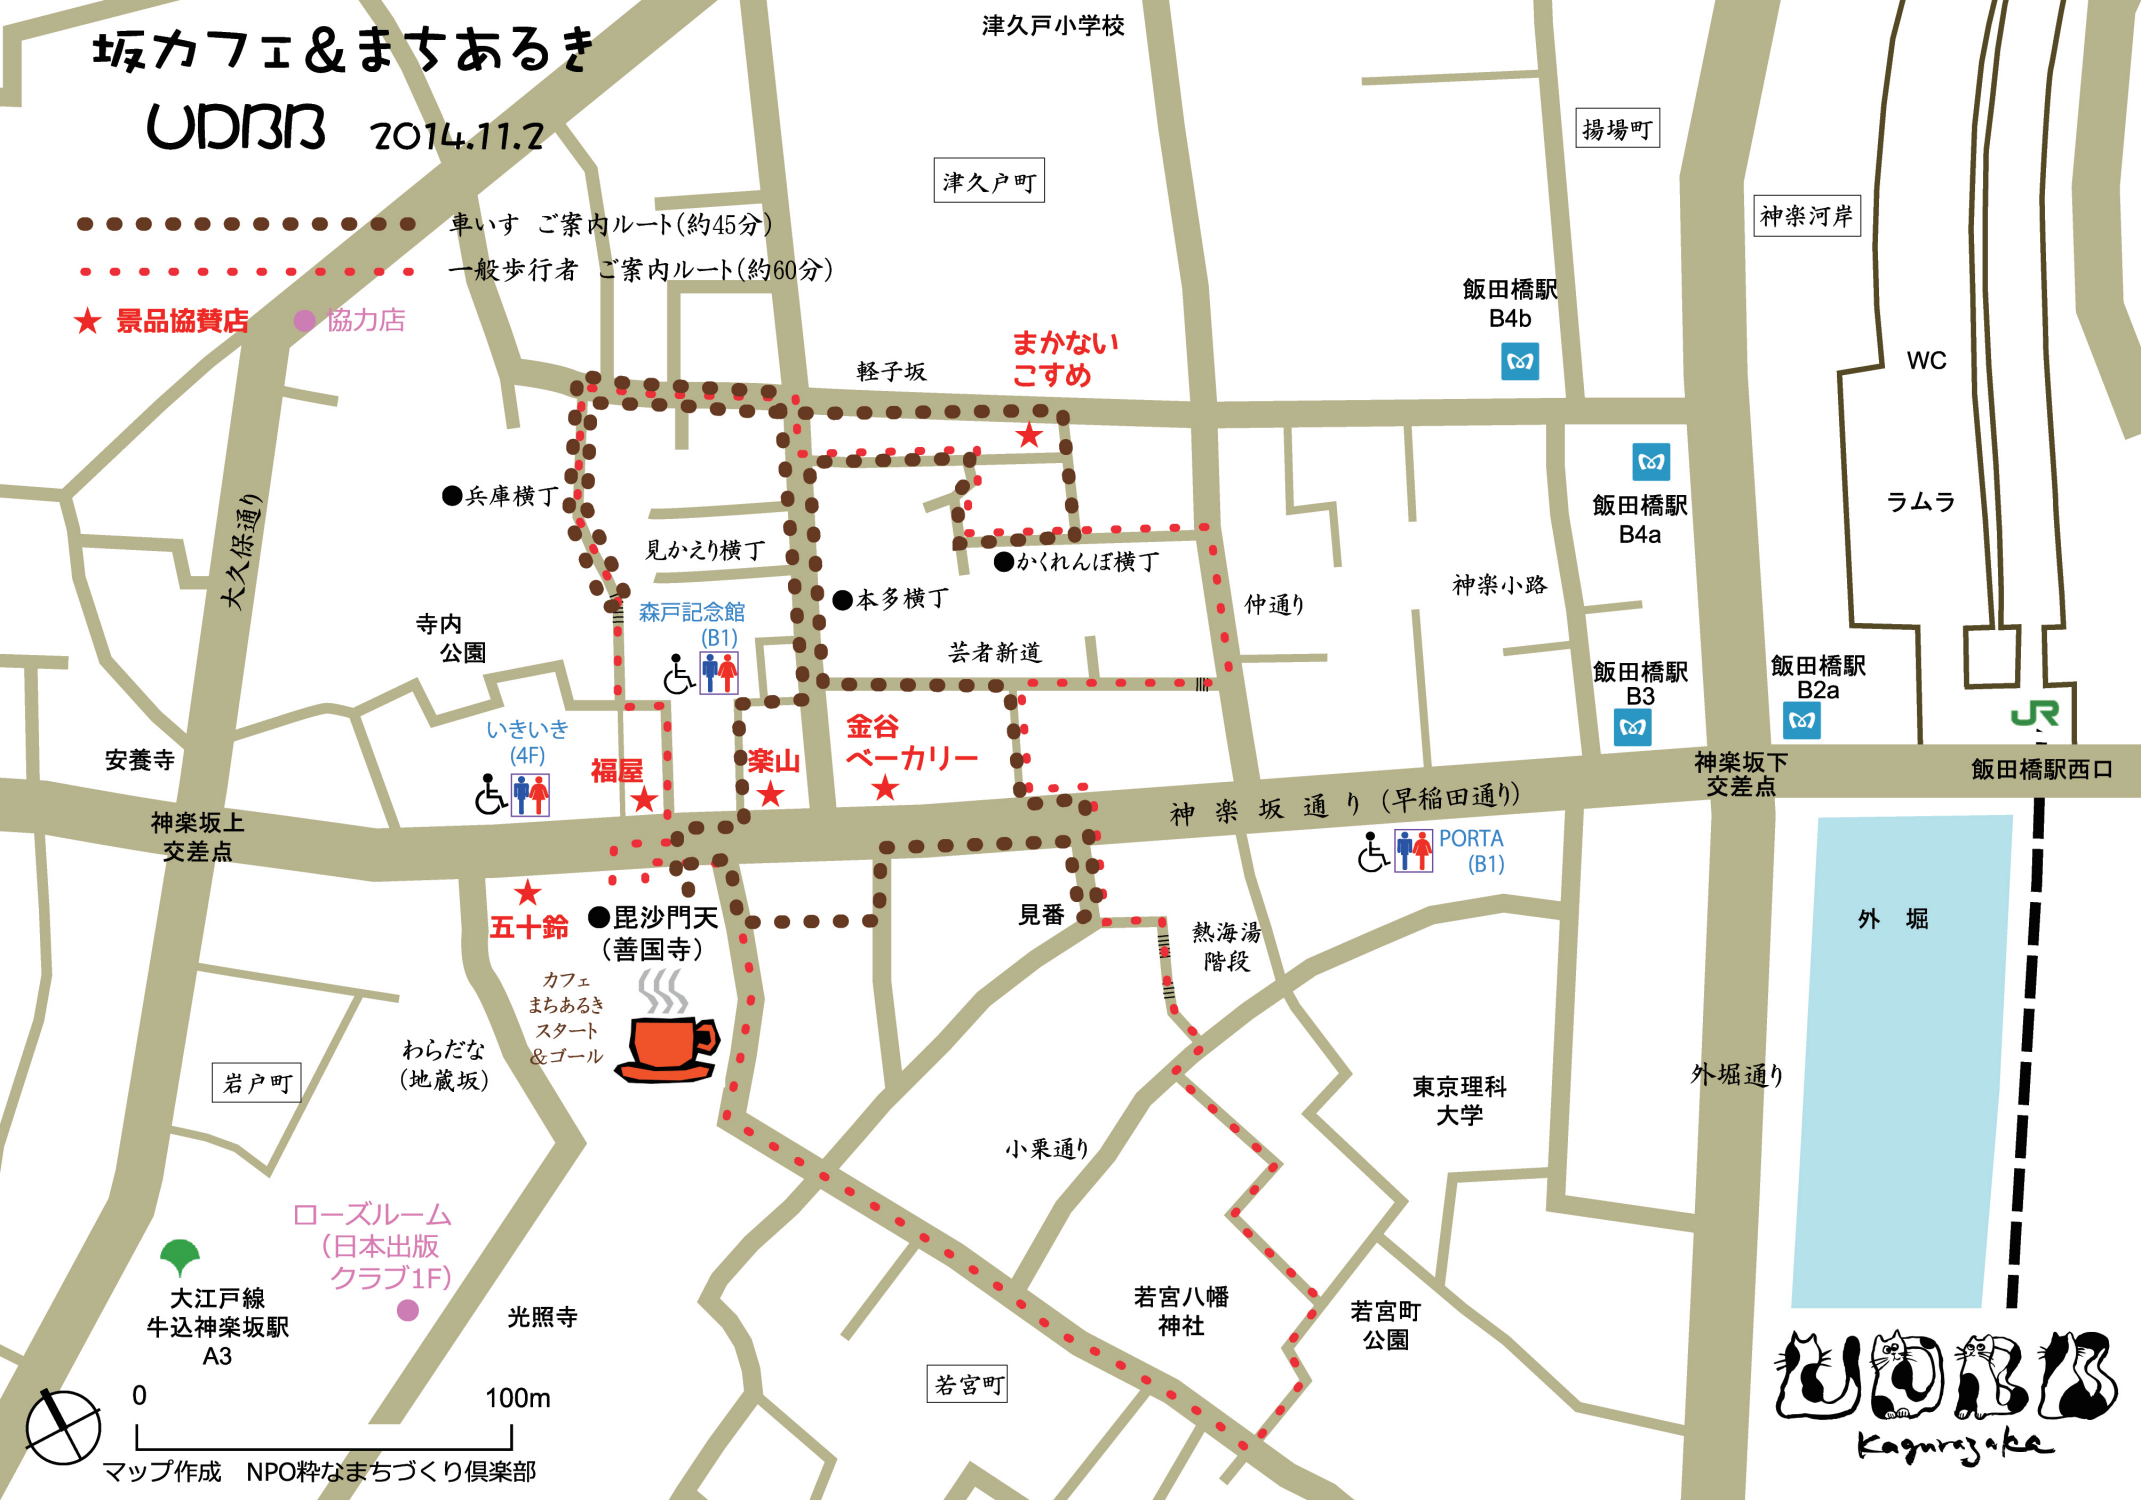 坂カフェ&まちあるき
UDBB 2014.11.2
車いす ご案内ルート(約45分)
一般歩行者 ご案内ルート(約60分)
★ 景品協賛店 ● 協力店
津久戸小学校
揚場町
津久戸町
神楽河岸
飯田橋駅
B4b
まかない
こすめ
軽子坂
WC
飯田橋駅
B4a
ラムラ
●兵庫横丁
大久保通り
見かえり横丁
●かくれんぼ横丁
●本多横丁
仲通り
神楽小路
森戸記念館
(B1)
寺内
公園
芸者新道
飯田橋駅
B3
飯田橋駅
B2a
JR
いきいき
(4F)
安養寺
福屋
楽山
金谷
ベーカリー
神楽坂下
交差点
飯田橋駅西口
神楽坂通り(早稲田通り)
神楽坂上
交差点
PORTA
(B1)
五十鈴
●毘沙門天
(善国寺)
見番
熱海湯
階段
外 堀
カフェ
まちあるき
スタート
&ゴール
わらだな
(地蔵坂)
岩戸町
東京理科
大学
外堀通り
小栗通り
ローズルーム
(日本出版
クラブ1F)
大江戸線
牛込神楽坂駅
A3
光照寺
若宮八幡
神社
若宮町
公園
若宮町
0 100m
マップ作成 NPO粋なまちづくり倶楽部
UDBB
Kagurazaka